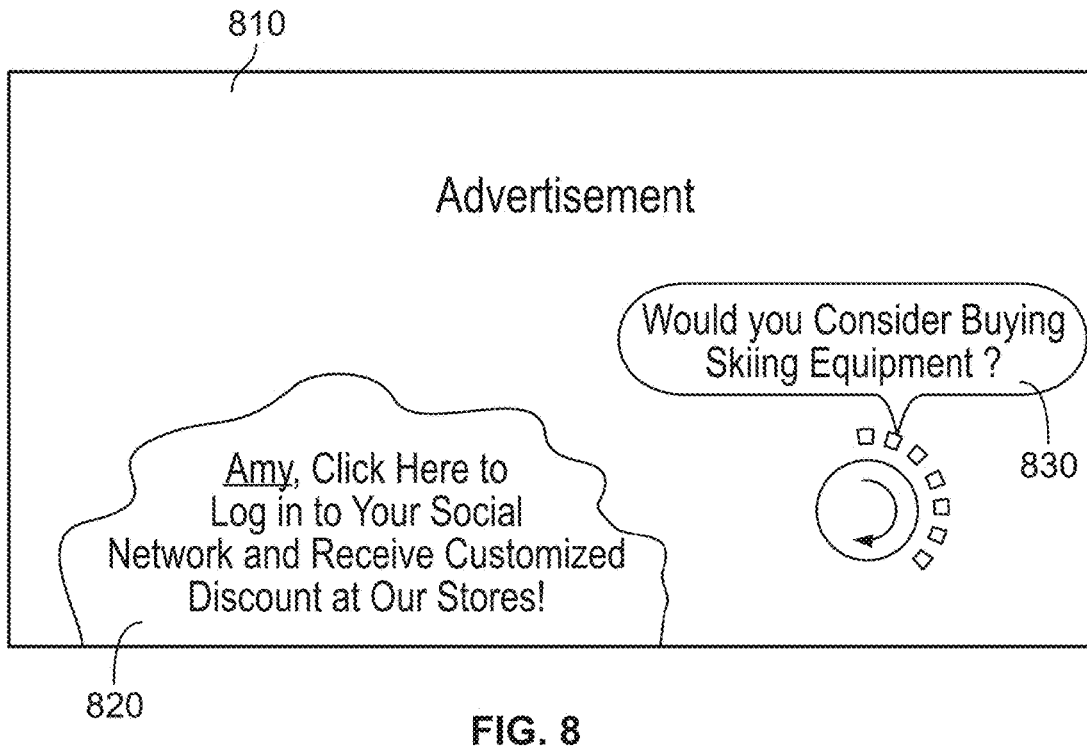 810
Advertisement
Would you Consider Buying
Skiing Equipment ?
830
Amy, Click Here to
Log in to Your Social
Network and Receive Customized
Discount at Our Stores!
820
FIG. 8